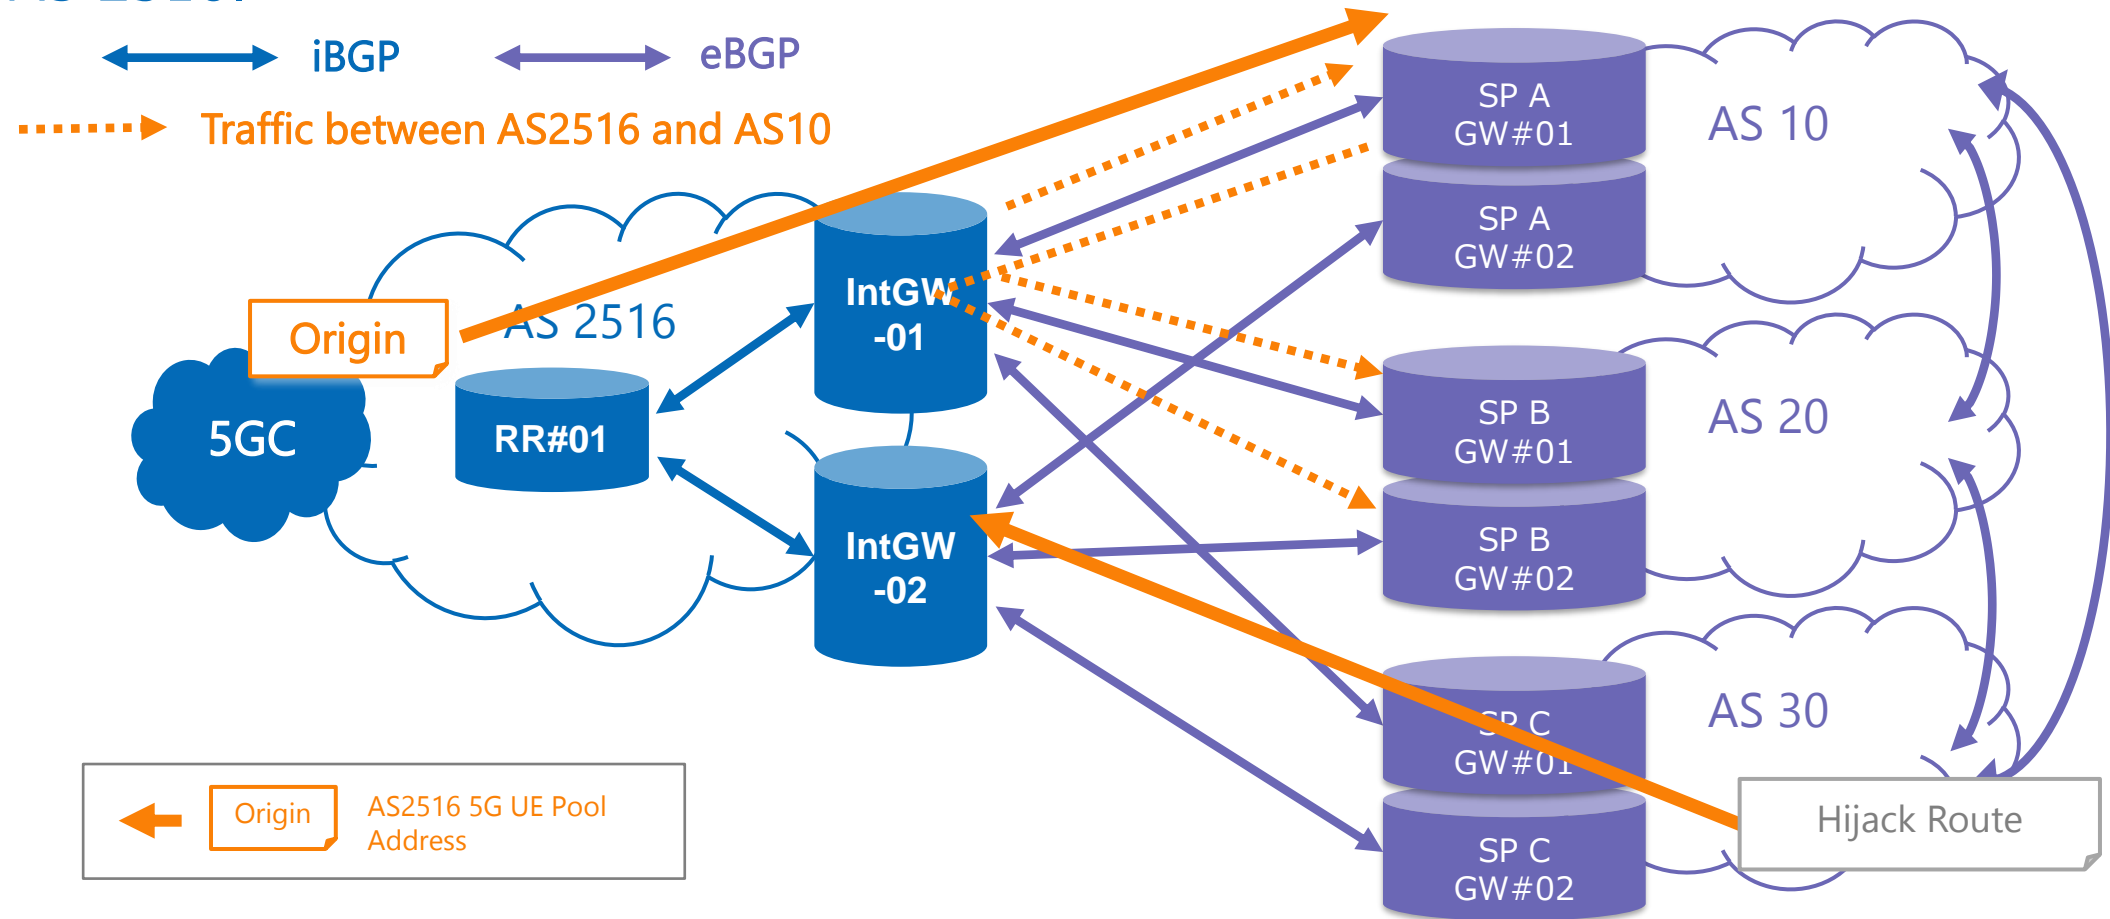 iBGP
eBGP
Traffic between AS2516 and AS10
SP A
GW#01
AS 10
SP A
GW#02
IntGW
-01
Origin
AS 2516
5GC
RR#01
SP B
GW#01
AS 20
IntGW
-02
SP B
GW#02
SP C
GW#01
AS 30
Origin
AS2516 5G UE Pool
Address
Hijack Route
SP C
GW#02